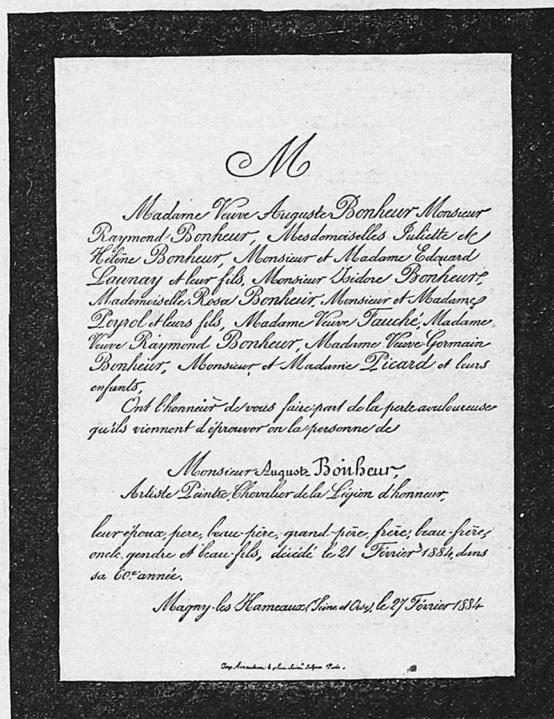 M
Madame Veuve Auguste Bonheur Monsieur
Raymond Bonheur, Mesdemoiselles Juliette et
Hélène Bonheur, Monsieur et Madame Edouard
Launay et leur fils, Monsieur Isidore Bonheur,
Mademoiselle Rosa Bonheur, Monsieur et Madame
Peyrol et leurs fils, Madame Veuve Fauché, Madame
Veuve Raymond Bonheur, Madame Veuve Germain
Bonheur, Monsieur et Madame Picard et leurs
enfants
Ont l'honneur de vous faire part de la perte douloureuse
qu'ils viennent d'éprouver en la personne de
Monsieur Auguste Bonheur,
Artiste Peintre, Chevalier de la Légion d'honneur,
leur époux, père, beau-père, grand-père, frère, beau-frère,
oncle, gendre et beau-fils, décédé le 21 Février 1884, dans
sa 60.e année.
Magny-les Hameaux (Seine et Oise), le 27 Février 1884
Paris.